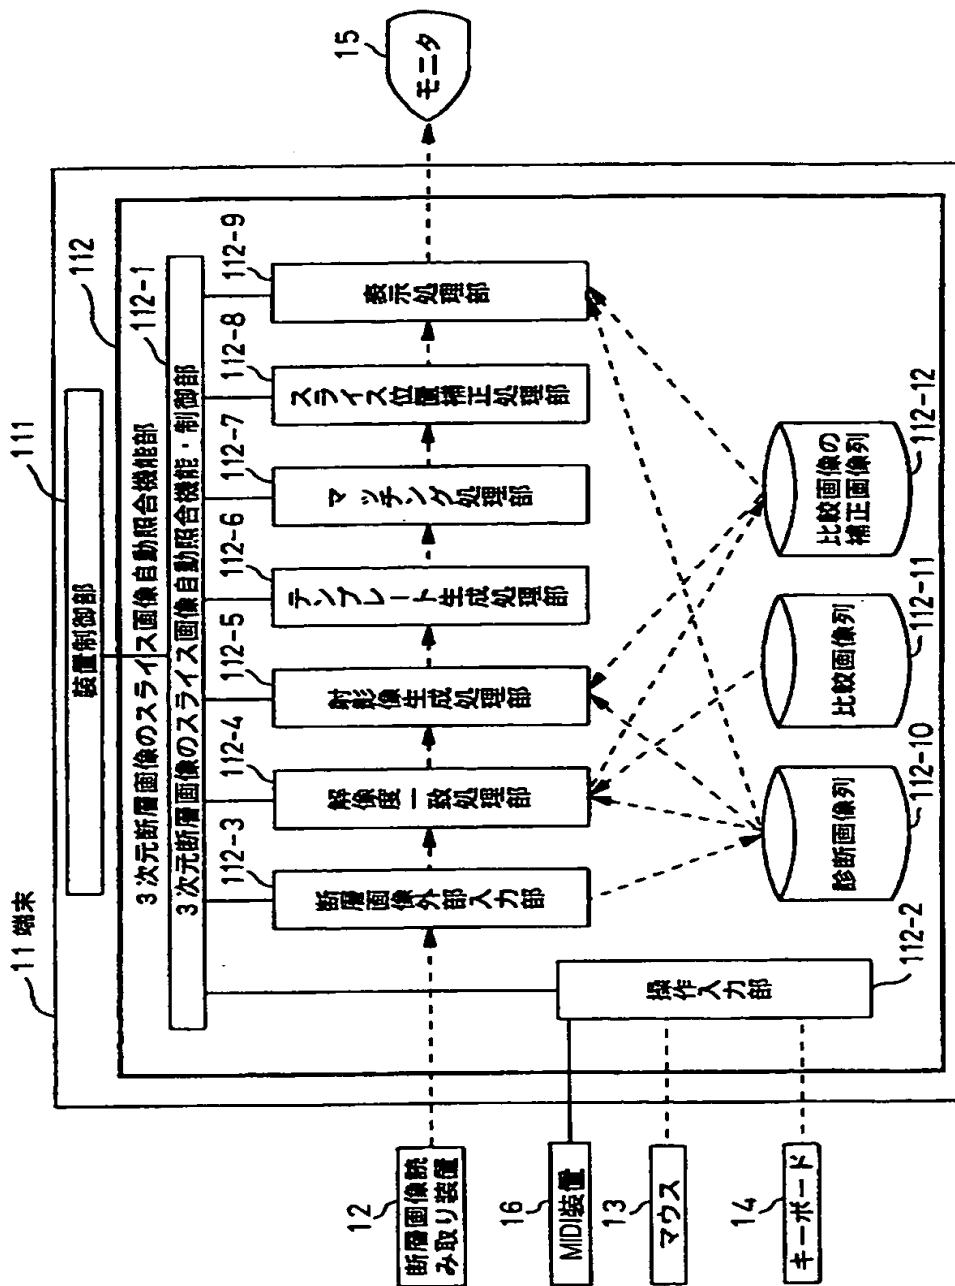 11 端末
111
装置制御部
112
3次元断層画像のスライス画像自動照合機能部
112-1
3次元断層画像のスライス画像自動照合機能・制御部
112-3
断層画像外部入力部
112-4
解像度一致処理部
112-5
射影像生成処理部
112-6
テンプレート生成処理部
112-7
マッチング処理部
112-8
スライス位置補正処理部
112-9
表示処理部
15
モニタ
12
断層画像読
み取り装置
16
MIDI装置
13
マウス
14
キーボード
操作入力部
112-2
診断画像列
112-10
比較画像列
112-11
比較画像の
補正画像列
112-12